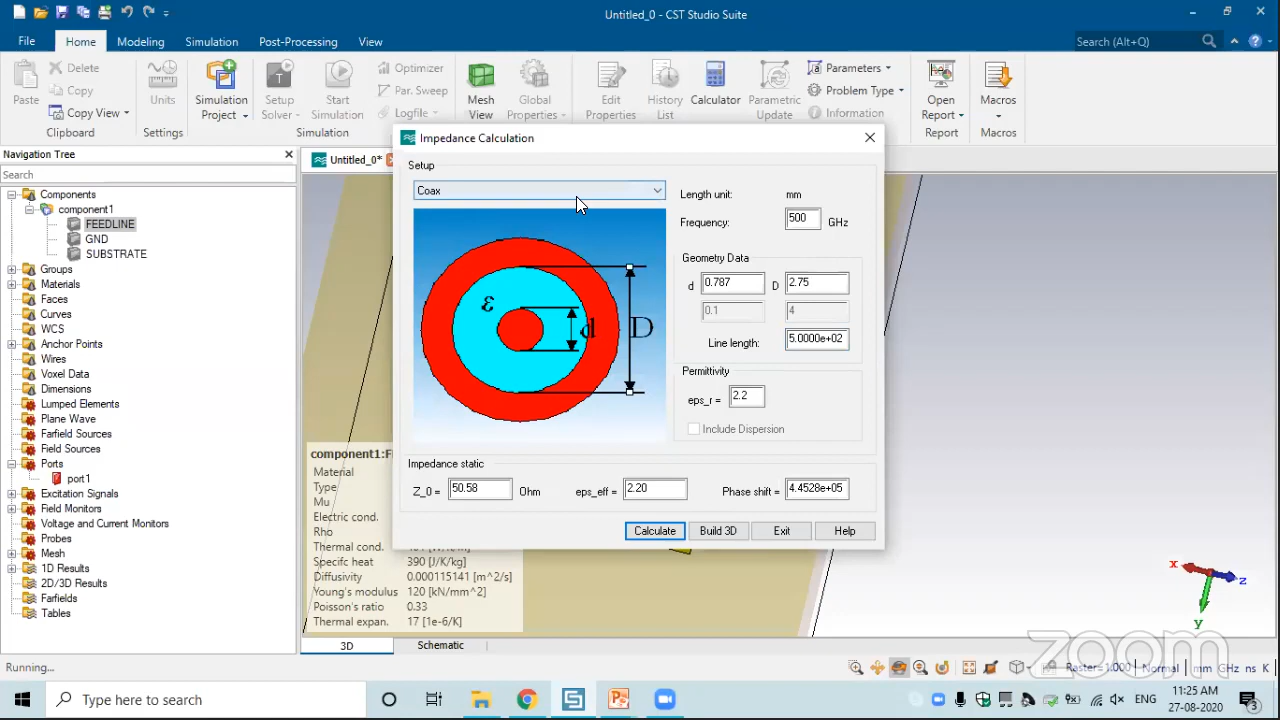 Untitled_0 - CST Studio Suite
File Home Modeling Simulation Post-Processing View Search (Alt+Q)
Paste Delete Copy Copy View Clipboard
Units Settings
Simulation Project Setup Solver Start Simulation Optimizer Par. Sweep Logfile Simulation
Mesh View Global Properties
Edit Properties History List Calculator Parametric Update Parameters Problem Type Information
Open Report Report
Macros Macros
Navigation Tree
Search
Components
component1
FEEDLINE
GND
SUBSTRATE
Groups
Materials
Faces
Curves
WCS
Anchor Points
Wires
Voxel Data
Dimensions
Lumped Elements
Plane Wave
Farfield Sources
Field Sources
Ports
port1
Excitation Signals
Field Monitors
Voltage and Current Monitors
Probes
Mesh
1D Results
2D/3D Results
Farfields
Tables
Untitled_0*
Impedance Calculation
Setup
Coax
ε d D
Length unit: mm
Frequency: 500 GHz
Geometry Data
d 0.787 D 2.75
0.1 4
Line length: 5.0000e+02
Permittivity
eps_r = 2.2
Include Dispersion
Impedance static
Z_0 = 50.58 Ohm eps_eff = 2.20 Phase shift = 4.4528e+05
Calculate Build 3D Exit Help
component1:F
Material
Type
Mu
Electric cond.
Rho
Thermal cond.
Specifc heat 390 [J/K/kg]
Diffusivity 0.000115141 [m^2/s]
Young's modulus 120 [kN/mm^2]
Poisson's ratio 0.33
Thermal expan. 17 [1e-6/K]
x z y
3D Schematic
zoom
Running... Raster=1.000 Normal mm GHz ns K
Type here to search
ENG 11:25 AM
27-08-2020
3